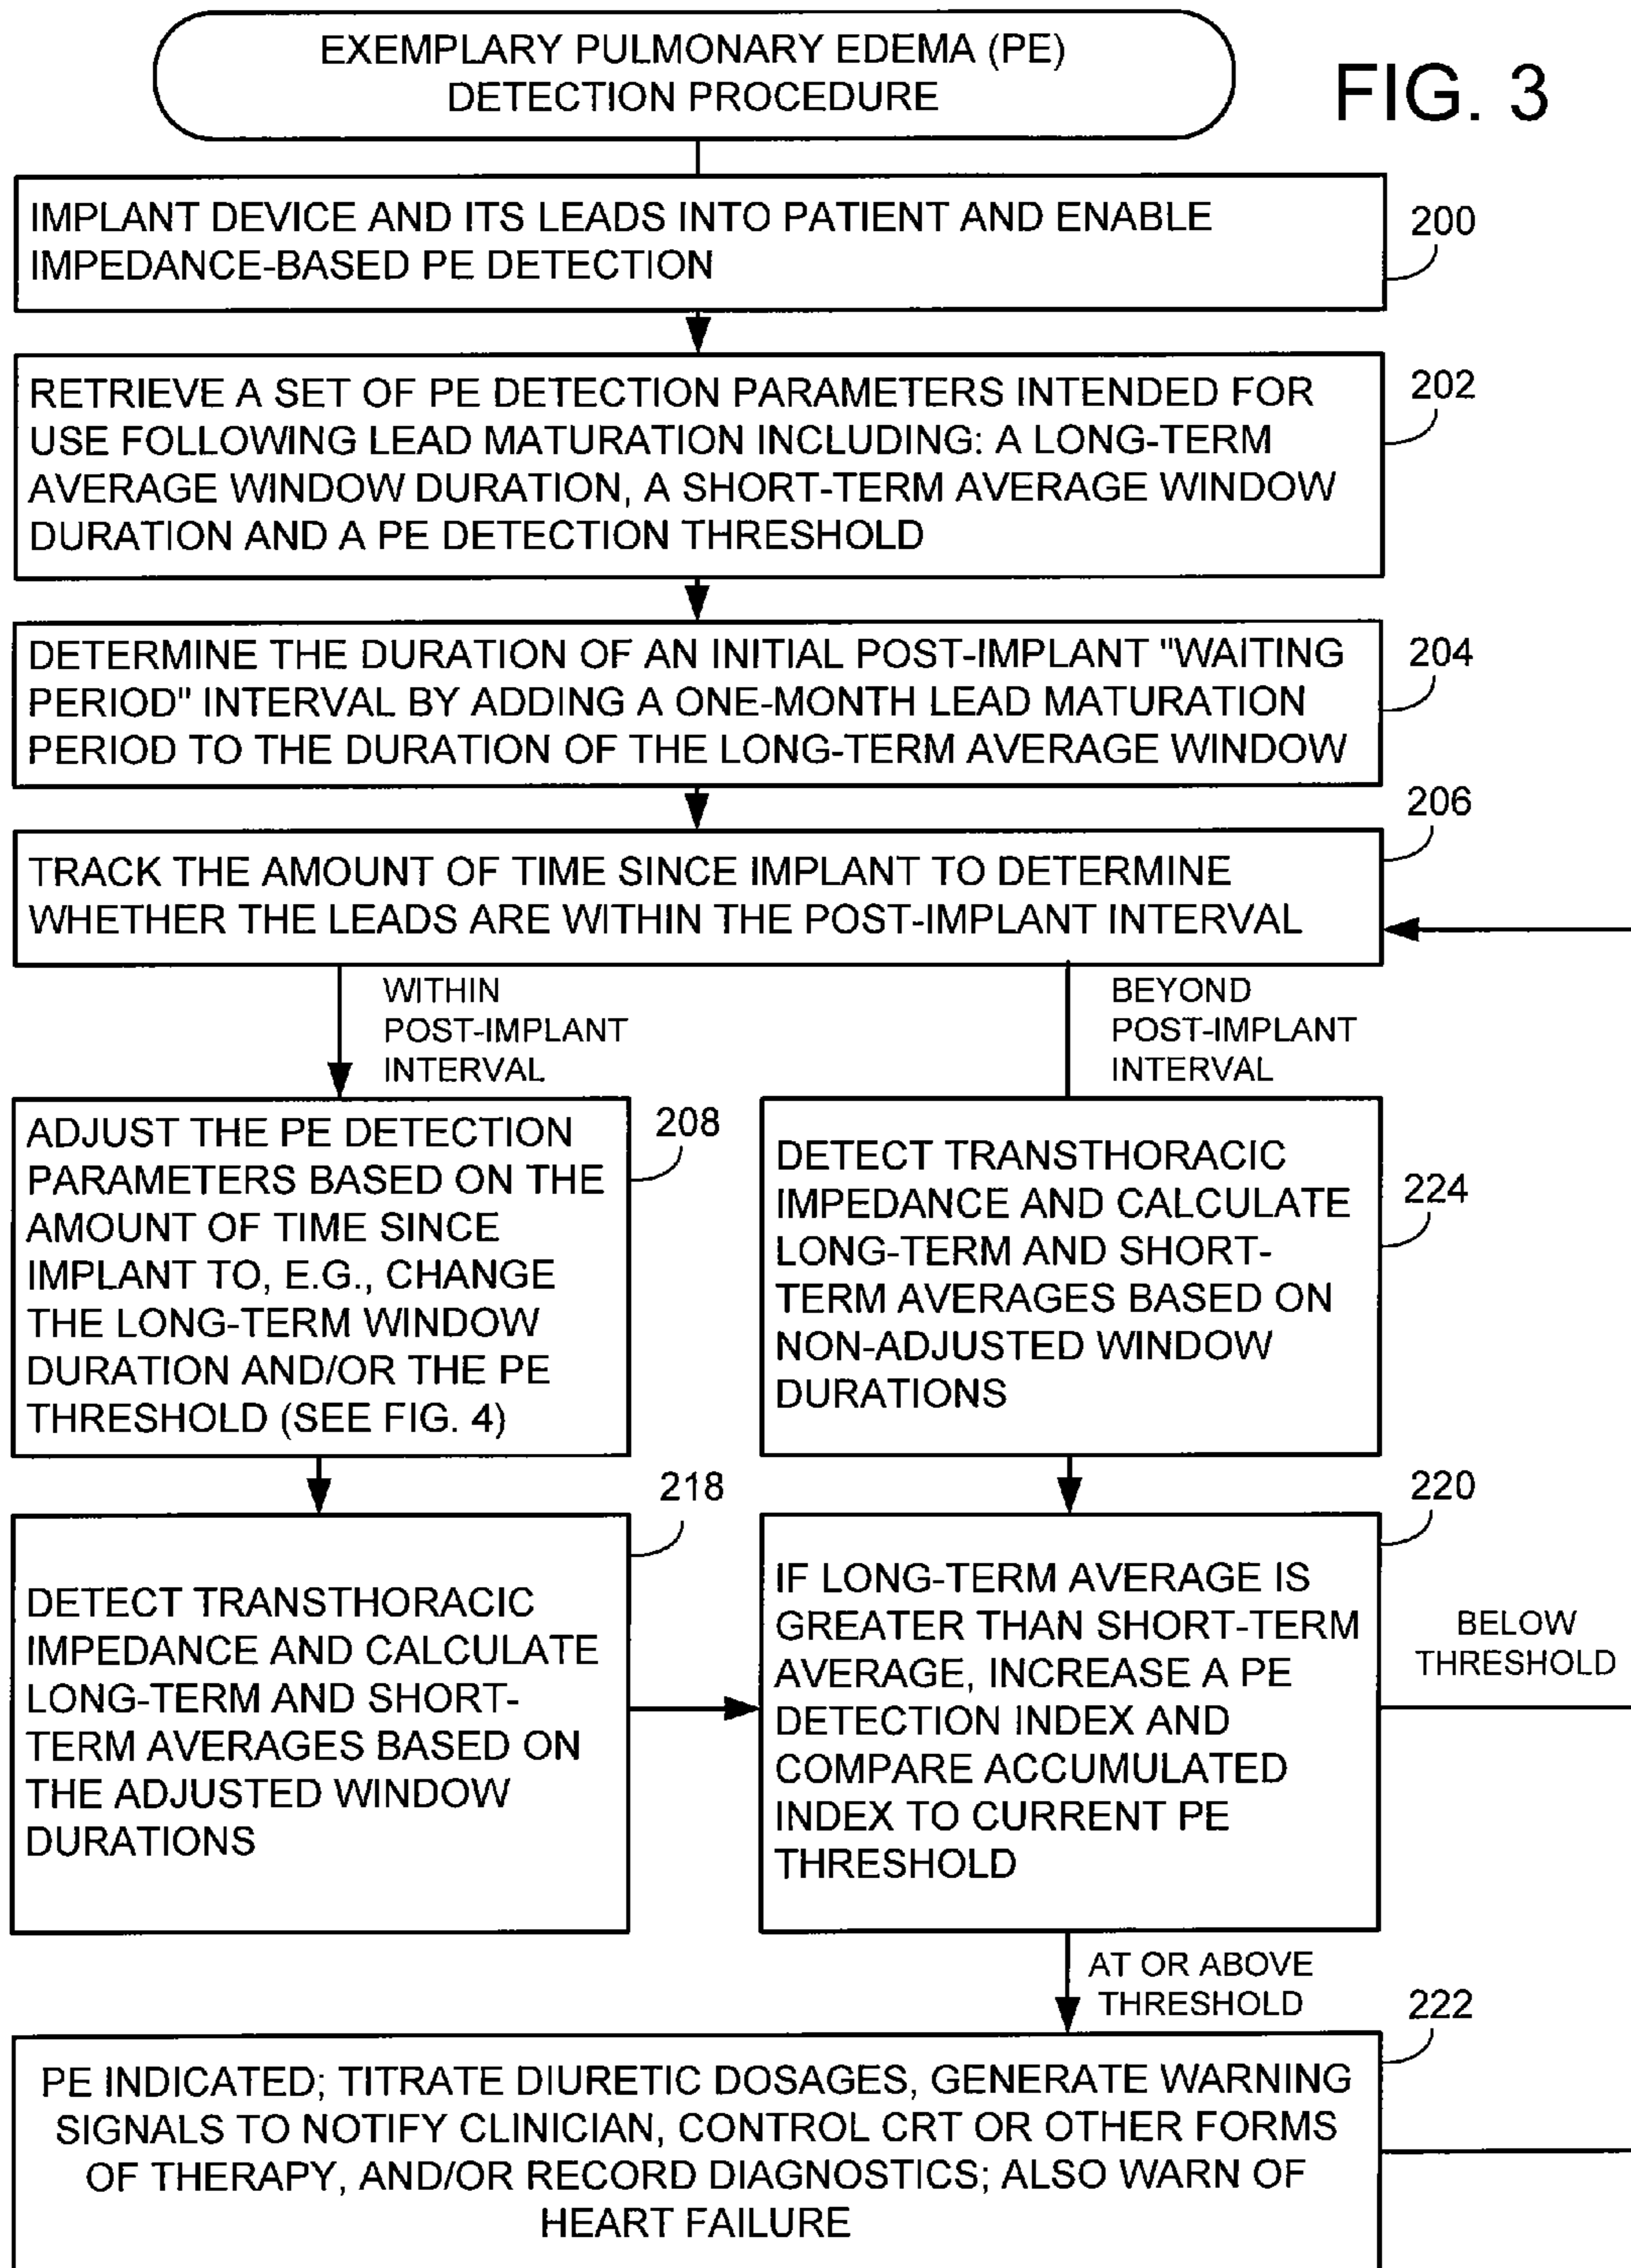 EXEMPLARY PULMONARY EDEMA (PE)
DETECTION PROCEDURE
FIG. 3
IMPLANT DEVICE AND ITS LEADS INTO PATIENT AND ENABLE
IMPEDANCE-BASED PE DETECTION
200
RETRIEVE A SET OF PE DETECTION PARAMETERS INTENDED FOR
USE FOLLOWING LEAD MATURATION INCLUDING: A LONG-TERM
AVERAGE WINDOW DURATION, A SHORT-TERM AVERAGE WINDOW
DURATION AND A PE DETECTION THRESHOLD
202
DETERMINE THE DURATION OF AN INITIAL POST-IMPLANT "WAITING
PERIOD" INTERVAL BY ADDING A ONE-MONTH LEAD MATURATION
PERIOD TO THE DURATION OF THE LONG-TERM AVERAGE WINDOW
204
TRACK THE AMOUNT OF TIME SINCE IMPLANT TO DETERMINE
WHETHER THE LEADS ARE WITHIN THE POST-IMPLANT INTERVAL
206
WITHIN
POST-IMPLANT
INTERVAL
BEYOND
POST-IMPLANT
INTERVAL
ADJUST THE PE DETECTION
PARAMETERS BASED ON THE
AMOUNT OF TIME SINCE
IMPLANT TO, E.G., CHANGE
THE LONG-TERM WINDOW
DURATION AND/OR THE PE
THRESHOLD (SEE FIG. 4)
208
DETECT TRANSTHORACIC
IMPEDANCE AND CALCULATE
LONG-TERM AND SHORT-
TERM AVERAGES BASED ON
NON-ADJUSTED WINDOW
DURATIONS
224
DETECT TRANSTHORACIC
IMPEDANCE AND CALCULATE
LONG-TERM AND SHORT-
TERM AVERAGES BASED ON
THE ADJUSTED WINDOW
DURATIONS
218
IF LONG-TERM AVERAGE IS
GREATER THAN SHORT-TERM
AVERAGE, INCREASE A PE
DETECTION INDEX AND
COMPARE ACCUMULATED
INDEX TO CURRENT PE
THRESHOLD
220
BELOW
THRESHOLD
AT OR ABOVE
THRESHOLD
PE INDICATED; TITRATE DIURETIC DOSAGES, GENERATE WARNING
SIGNALS TO NOTIFY CLINICIAN, CONTROL CRT OR OTHER FORMS
OF THERAPY, AND/OR RECORD DIAGNOSTICS; ALSO WARN OF
HEART FAILURE
222